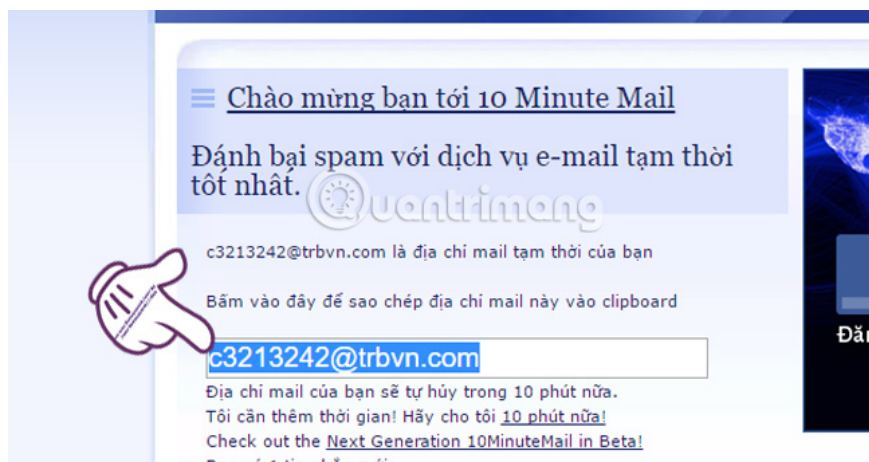 Chào mừng bạn tới 10 Minute Mail
Đánh bại spam với dịch vụ e-mail tạm thời
tốt nhất.
Quantrimang
c3213242@trbvn.com là địa chỉ mail tạm thời của bạn
Bấm vào đây để sao chép địa chỉ mail này vào clipboard
c3213242@trbvn.com
Địa chỉ mail của bạn sẽ tự hủy trong 10 phút nữa.
Tôi cần thêm thời gian! Hãy cho tôi 10 phút nữa!
Check out the Next Generation 10MinuteMail in Beta!